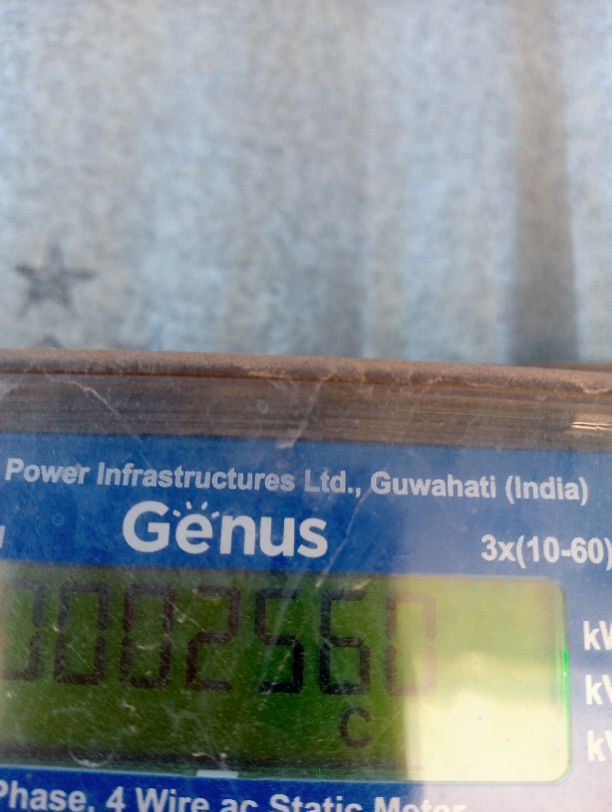 Power Infrastructures Ltd., Guwahati (India)
Genus
3x(10-60)
0002560
C
Phase, 4 Wire ac Static Meter